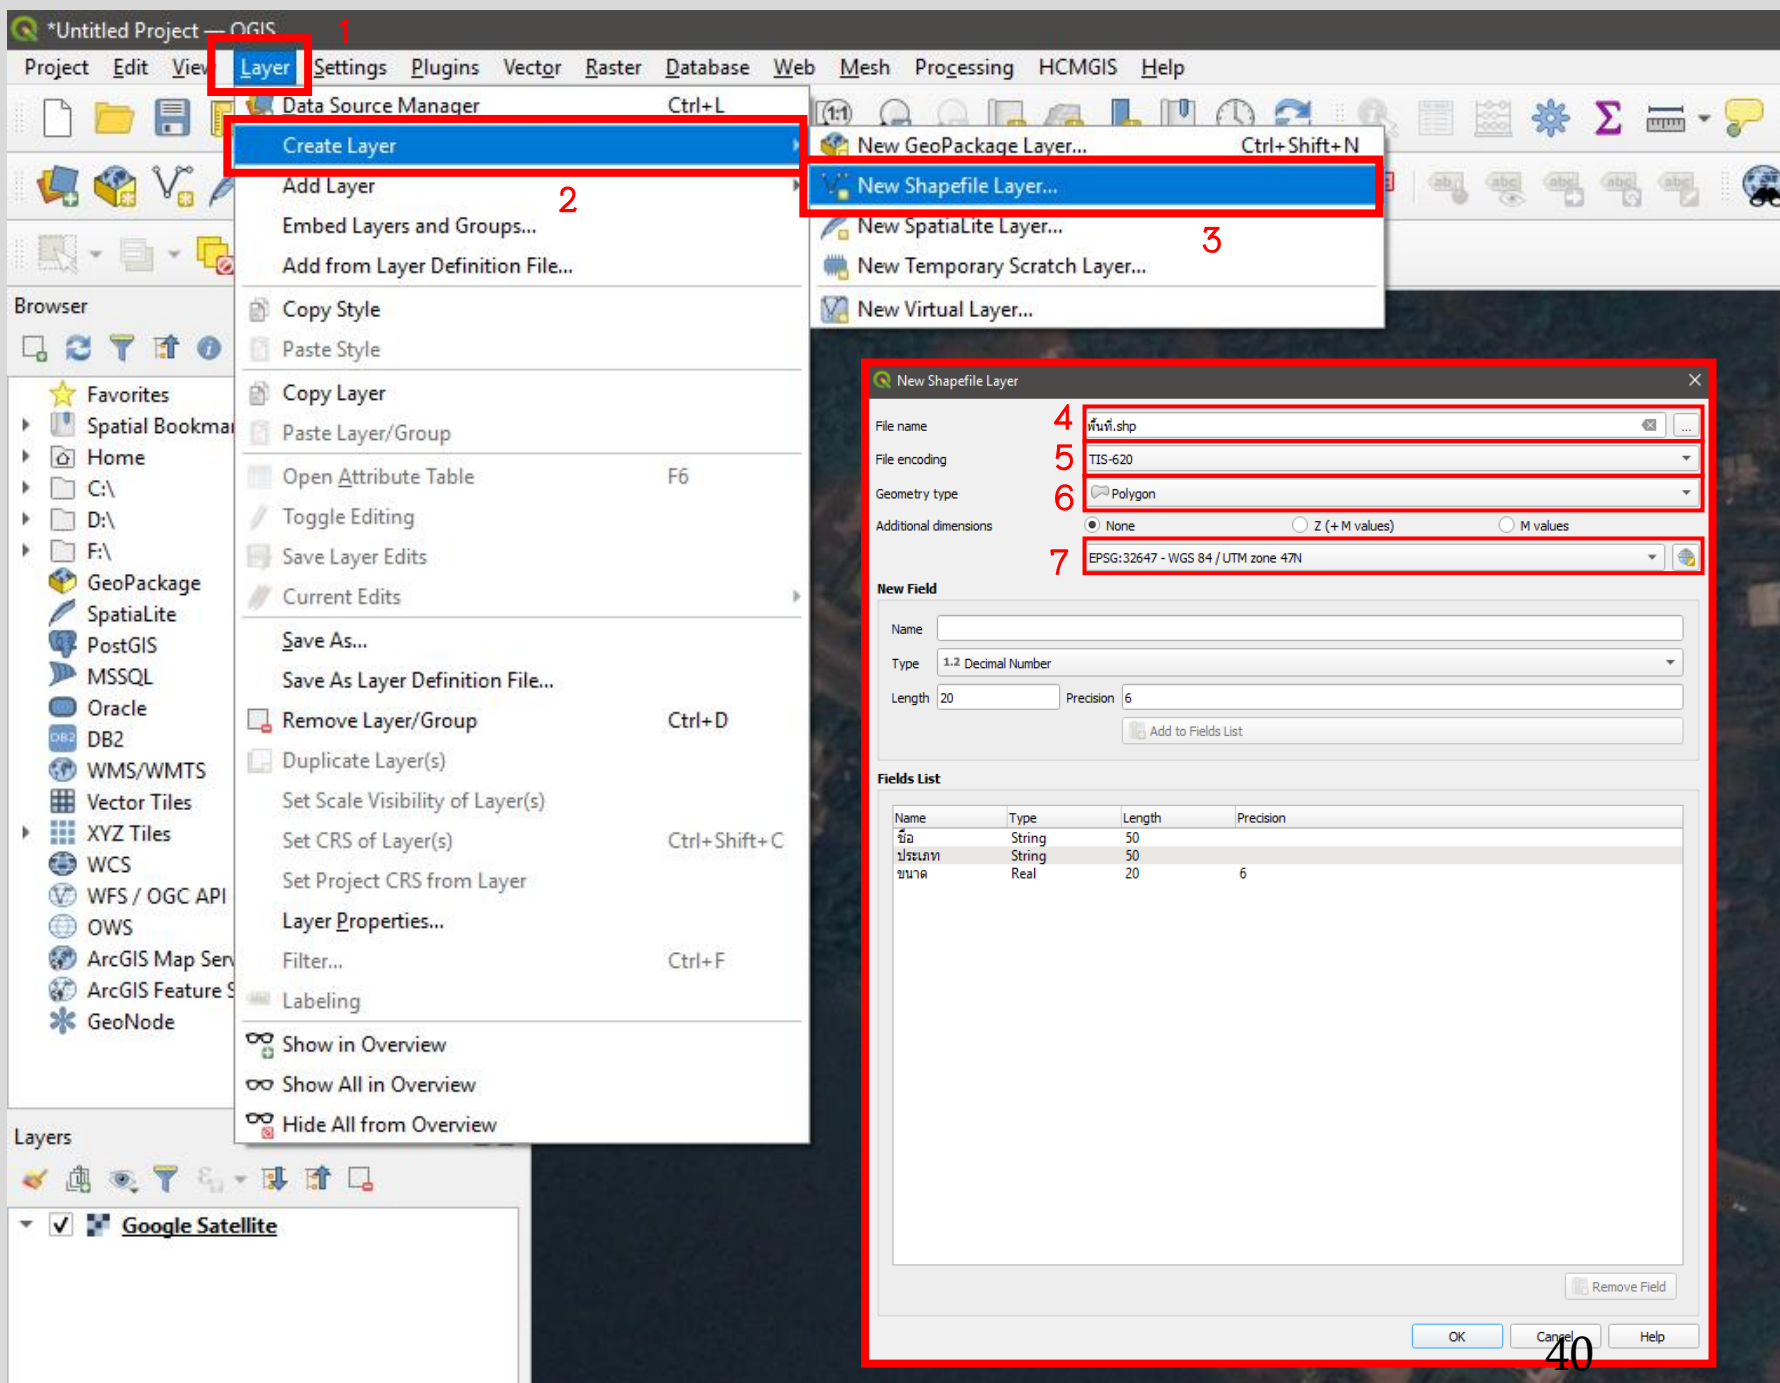 *Untitled Project — QGIS
1
Project Edit View Layer Settings Plugins Vector Raster Database Web Mesh Processing HCMGIS Help
Data Source Manager Ctrl+L
Create Layer
2
Add Layer
Embed Layers and Groups...
Add from Layer Definition File...
Copy Style
Paste Style
Copy Layer
Paste Layer/Group
Open Attribute Table F6
Toggle Editing
Save Layer Edits
Current Edits
Save As...
Save As Layer Definition File...
Remove Layer/Group Ctrl+D
Duplicate Layer(s)
Set Scale Visibility of Layer(s)
Set CRS of Layer(s) Ctrl+Shift+C
Set Project CRS from Layer
Layer Properties...
Filter... Ctrl+F
Labeling
Show in Overview
Show All in Overview
Hide All from Overview
New GeoPackage Layer... Ctrl+Shift+N
New Shapefile Layer...
3
New SpatiaLite Layer...
New Temporary Scratch Layer...
New Virtual Layer...
Browser
Favorites
Spatial Bookmar
Home
C:\
D:\
F:\
GeoPackage
SpatiaLite
PostGIS
MSSQL
Oracle
DB2
WMS/WMTS
Vector Tiles
XYZ Tiles
WCS
WFS / OGC API
OWS
ArcGIS Map Serv
ArcGIS Feature S
GeoNode
Layers
Google Satellite
New Shapefile Layer
File name 4 พื้นที่.shp ...
File encoding 5 TIS-620
Geometry type 6 Polygon
Additional dimensions None Z (+ M values) M values
7 EPSG:32647 - WGS 84 / UTM zone 47N
New Field
Name
Type 1.2 Decimal Number
Length 20 Precision 6
Add to Fields List
Fields List
Name Type Length Precision
ชื่อ String 50
ประเภท String 50
ขนาด Real 20 6
Remove Field
OK Cancel Help
40